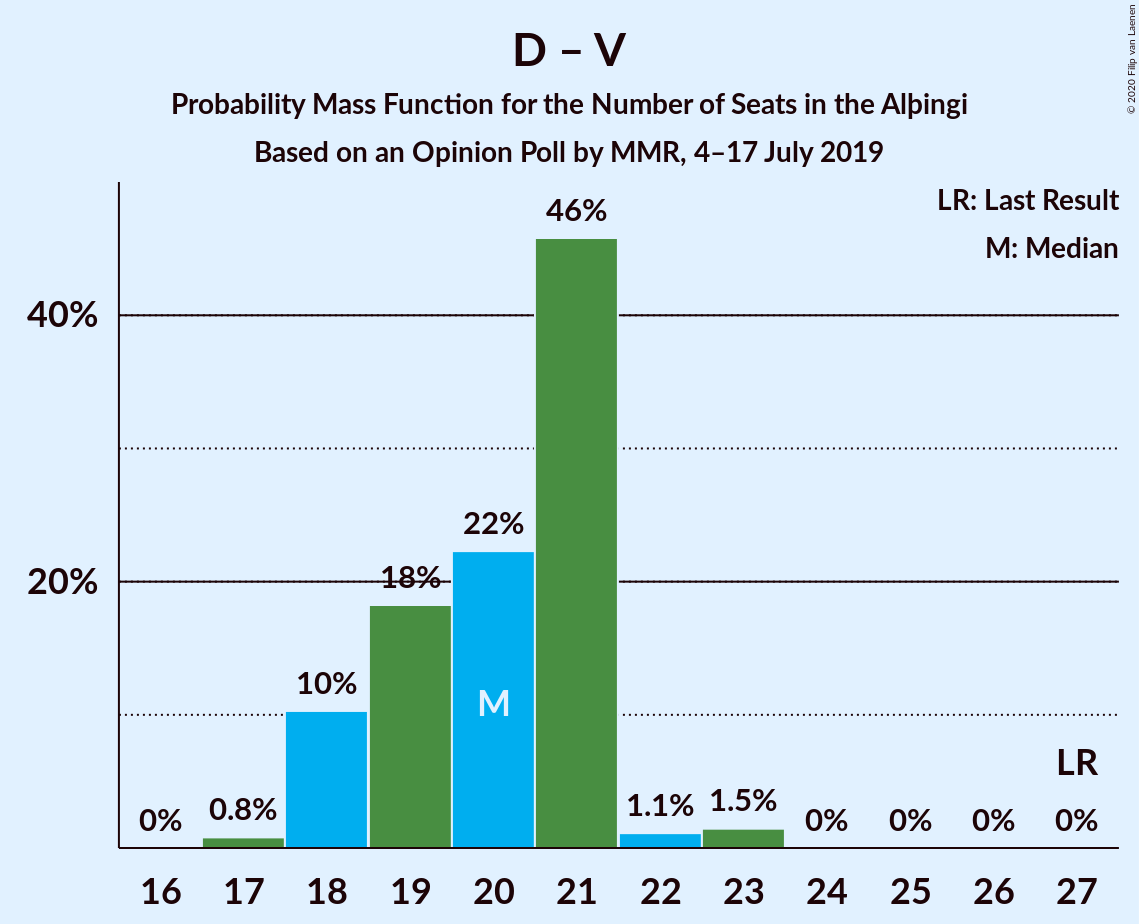 D – V
Probability Mass Function for the Number of Seats in the Alþingi
Based on an Opinion Poll by MMR, 4–17 July 2019
© 2020 Filip van Laenen
LR: Last Result
M: Median
40%
20%
0%
0.8%
10%
18%
22%
46%
1.1%
1.5%
0%
0%
0%
0%
M
LR
16 17 18 19 20 21 22 23 24 25 26 27